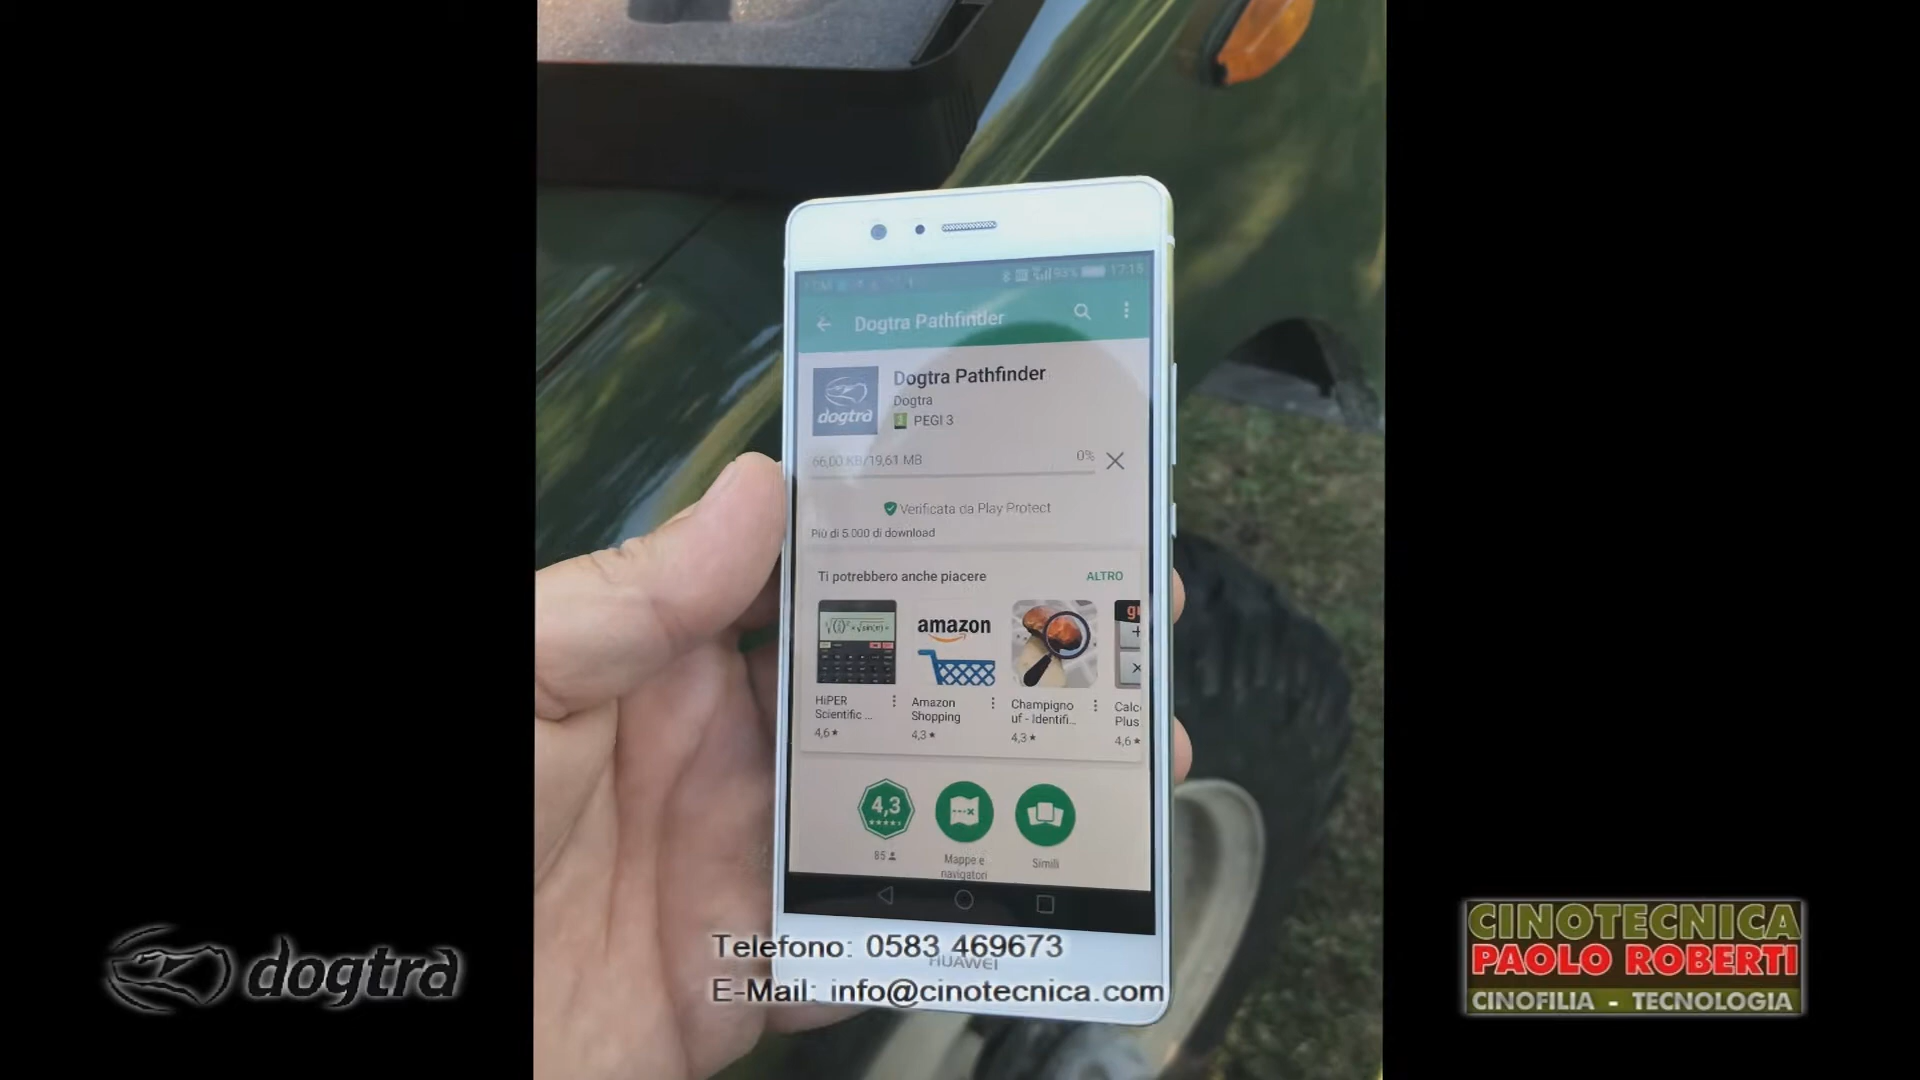 93% 17:15
Dogtra Pathfinder
Dogtra Pathfinder
Dogtra
PEGI 3
dogtra
66,00 KB/19,61 MB
0%
Verificata da Play Protect
Più di 5.000 di download
Ti potrebbero anche piacere
ALTRO
amazon
HiPER
Scientific ...
4,6★
Amazon
Shopping
4,3★
Champigno
uf - Identifi...
4,3★
Calc
Plus
4,6★
4,3
85
Mappe e
navigatori
Simili
HUAWEI
Telefono: 0583 469673
E-Mail: info@cinotecnica.com
dogtra
CINOTECNICA
PAOLO ROBERTI
CINOFILIA - TECNOLOGIA